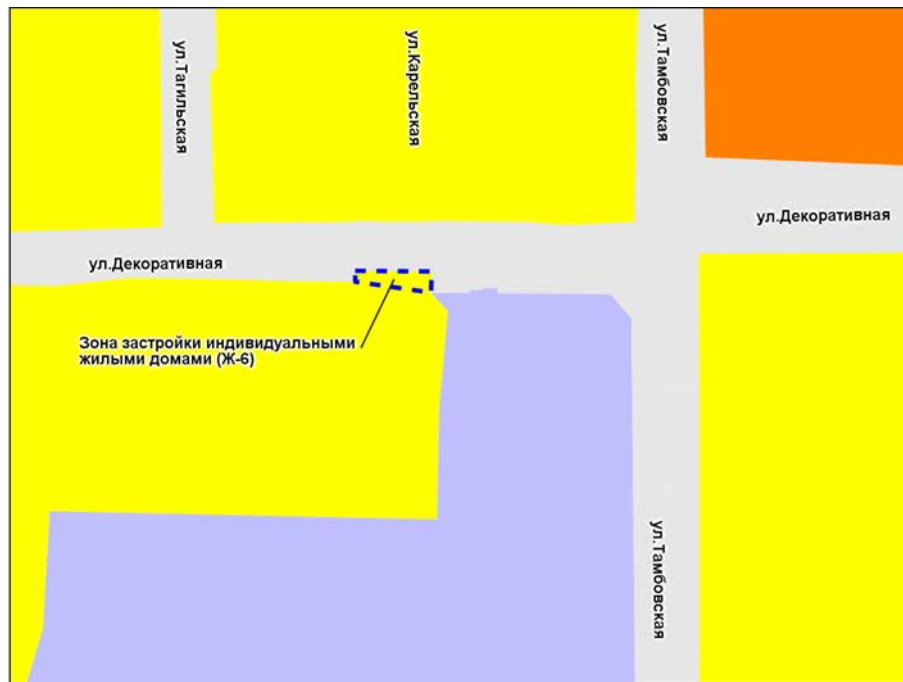 ул.Тагильская
ул.Карельская
ул.Тамбовская
ул.Декоративная
ул.Декоративная
Зона застройки индивидуальными
жилыми домами (Ж-6)
ул.Тамбовская